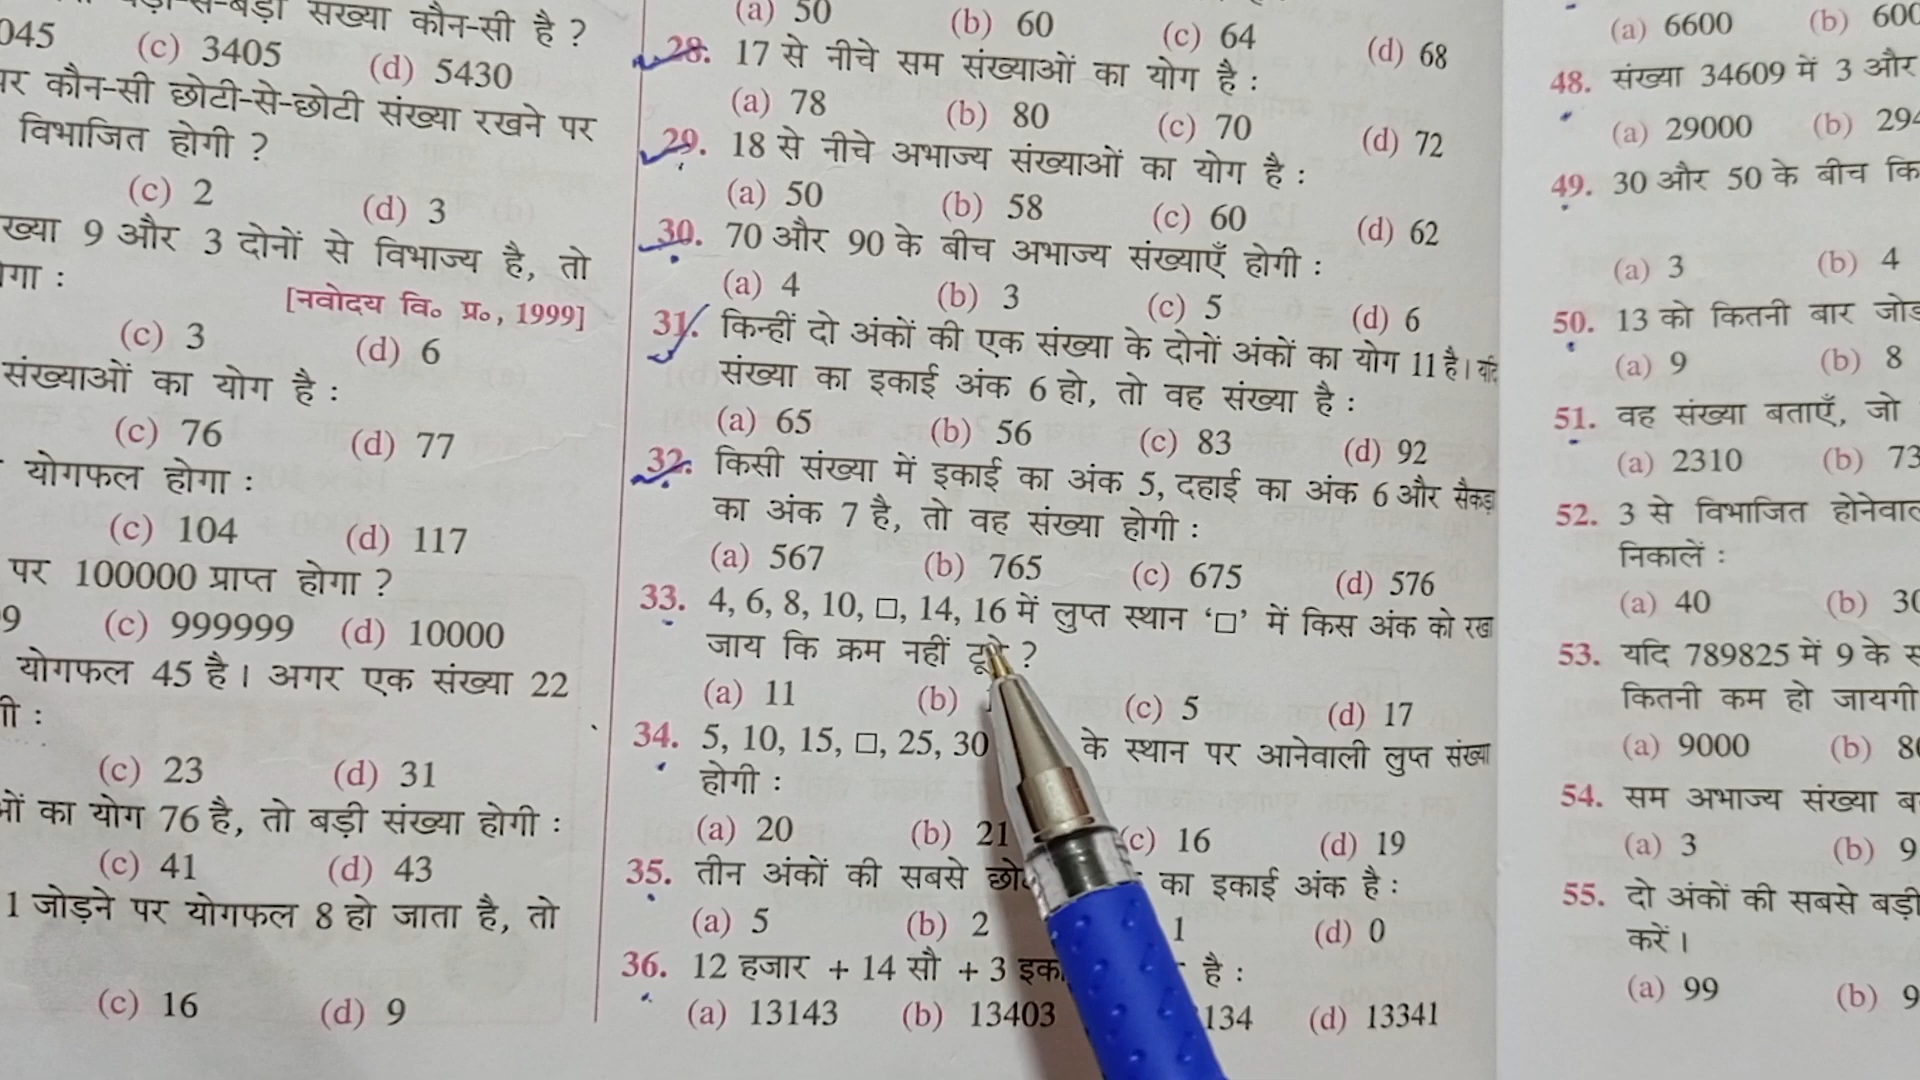 संख्या कौन-सी है ?
045 (c) 3405 (d) 5430
पर कौन-सी छोटी-से-छोटी संख्या रखने पर
विभाजित होगी ?
(c) 2 (d) 3
ख्या 9 और 3 दोनों से विभाज्य है, तो
गा :
[नवोदय वि० प्र०, 1999]
(c) 3 (d) 6
संख्याओं का योग है :
(c) 76 (d) 77
योगफल होगा :
(c) 104 (d) 117
पर 100000 प्राप्त होगा ?
9 (c) 999999 (d) 10000
योगफल 45 है। अगर एक संख्या 22
गी :
(c) 23 (d) 31
ओं का योग 76 है, तो बड़ी संख्या होगी :
(c) 41 (d) 43
1 जोड़ने पर योगफल 8 हो जाता है, तो
(c) 16 (d) 9
(a) 50 (b) 60 (c) 64 (d) 68
28. 17 से नीचे सम संख्याओं का योग है :
(a) 78 (b) 80 (c) 70 (d) 72
29. 18 से नीचे अभाज्य संख्याओं का योग है :
(a) 50 (b) 58 (c) 60 (d) 62
30. 70 और 90 के बीच अभाज्य संख्याएँ होगी :
(a) 4 (b) 3 (c) 5 (d) 6
31. किन्हीं दो अंकों की एक संख्या के दोनों अंकों का योग 11 है। यदि
संख्या का इकाई अंक 6 हो, तो वह संख्या है :
(a) 65 (b) 56 (c) 83 (d) 92
32. किसी संख्या में इकाई का अंक 5, दहाई का अंक 6 और सैकड़
का अंक 7 है, तो वह संख्या होगी :
(a) 567 (b) 765 (c) 675 (d) 576
33. 4, 6, 8, 10, □, 14, 16 में लुप्त स्थान ‘□’ में किस अंक को रखा
जाय कि क्रम नहीं ?
(a) 11 (b) (c) 5 (d) 17
34. 5, 10, 15, □, 25, 30 के स्थान पर आनेवाली लुप्त संख्या
होगी :
(a) 20 (b) 21 (c) 16 (d) 19
35. तीन अंकों की सबसे का इकाई अंक है :
(a) 5 (b) 2 1 (d) 0
36. 12 हजार + 14 सौ + 3 है :
(a) 13143 (b) 13403 134 (d) 13341
(a) 6600 (b) 600
48. संख्या 34609 में 3 और
(a) 29000 (b) 294
49. 30 और 50 के बीच कि
(a) 3 (b) 4
50. 13 को कितनी बार जोड़
(a) 9 (b) 8
51. वह संख्या बताएँ, जो
(a) 2310 (b) 73
52. 3 से विभाजित होनेवाल
निकालें :
(a) 40 (b) 30
53. यदि 789825 में 9 के स
कितनी कम हो जायगी
(a) 9000 (b) 80
54. सम अभाज्य संख्या ब
(a) 3 (b) 9
55. दो अंकों की सबसे बड़ी
करें।
(a) 99 (b) 9